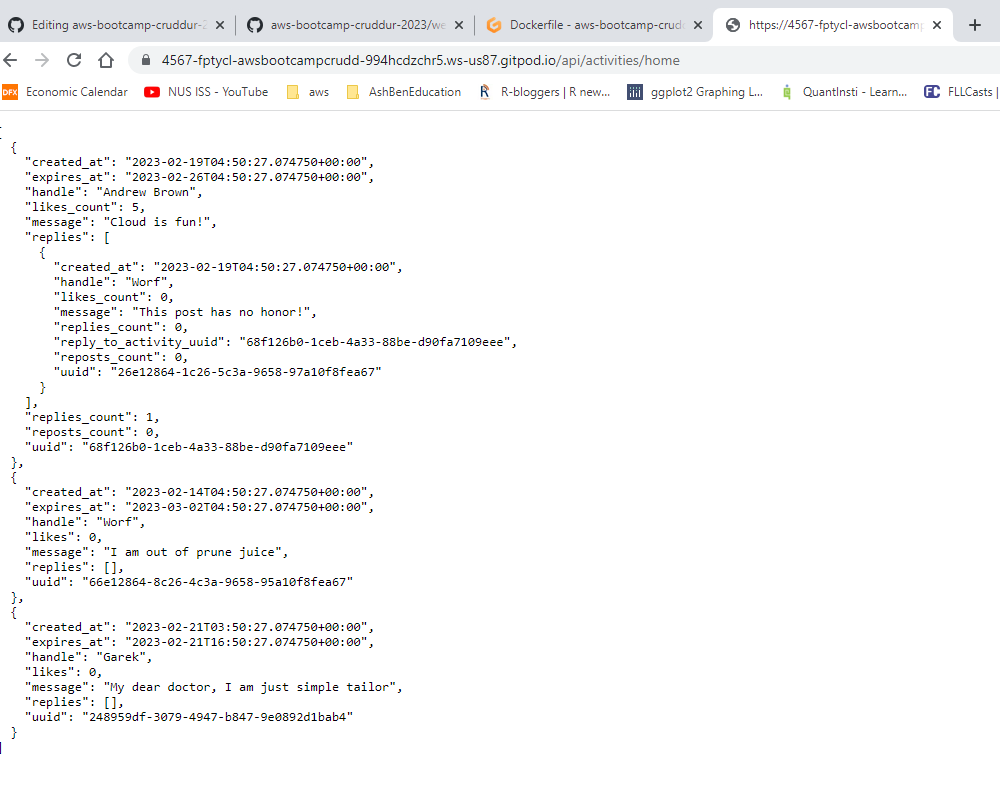 Editing aws-bootcamp-cruddur-2
aws-bootcamp-cruddur-2023/we
Dockerfile - aws-bootcamp-crudd
https://4567-fptycl-awsbootcamp
4567-fptycl-awsbootcampcrudd-994hcdzchr5.ws-us87.gitpod.io/api/activities/home
DFX Economic Calendar
NUS ISS - YouTube
aws
AshBenEducation
R-bloggers | R new...
ggplot2 Graphing L...
QuantInsti - Learn...
FC FLLCasts |
[
{
"created_at": "2023-02-19T04:50:27.074750+00:00",
"expires_at": "2023-02-26T04:50:27.074750+00:00",
"handle": "Andrew Brown",
"likes_count": 5,
"message": "Cloud is fun!",
"replies": [
{
"created_at": "2023-02-19T04:50:27.074750+00:00",
"handle": "Worf",
"likes_count": 0,
"message": "This post has no honor!",
"replies_count": 0,
"reply_to_activity_uuid": "68f126b0-1ceb-4a33-88be-d90fa7109eee",
"reposts_count": 0,
"uuid": "26e12864-1c26-5c3a-9658-97a10f8fea67"
}
],
"replies_count": 1,
"reposts_count": 0,
"uuid": "68f126b0-1ceb-4a33-88be-d90fa7109eee"
},
{
"created_at": "2023-02-14T04:50:27.074750+00:00",
"expires_at": "2023-03-02T04:50:27.074750+00:00",
"handle": "Worf",
"likes": 0,
"message": "I am out of prune juice",
"replies": [],
"uuid": "66e12864-8c26-4c3a-9658-95a10f8fea67"
},
{
"created_at": "2023-02-21T03:50:27.074750+00:00",
"expires_at": "2023-02-21T16:50:27.074750+00:00",
"handle": "Garek",
"likes": 0,
"message": "My dear doctor, I am just simple tailor",
"replies": [],
"uuid": "248959df-3079-4947-b847-9e0892d1bab4"
}
]